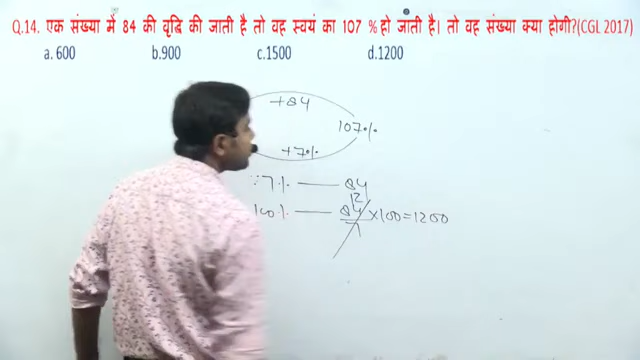 Q.14. एक संख्या में 84 की वृद्धि की जाती है तो वह स्वयं का 107 % हो जाती है। तो वह संख्या क्या होगी?(CGL 2017)
a. 600 b.900 c.1500 d.1200
+84
107%
+7%
∵ 7% —— 84
12
100% —— 84/7 ×100=1200